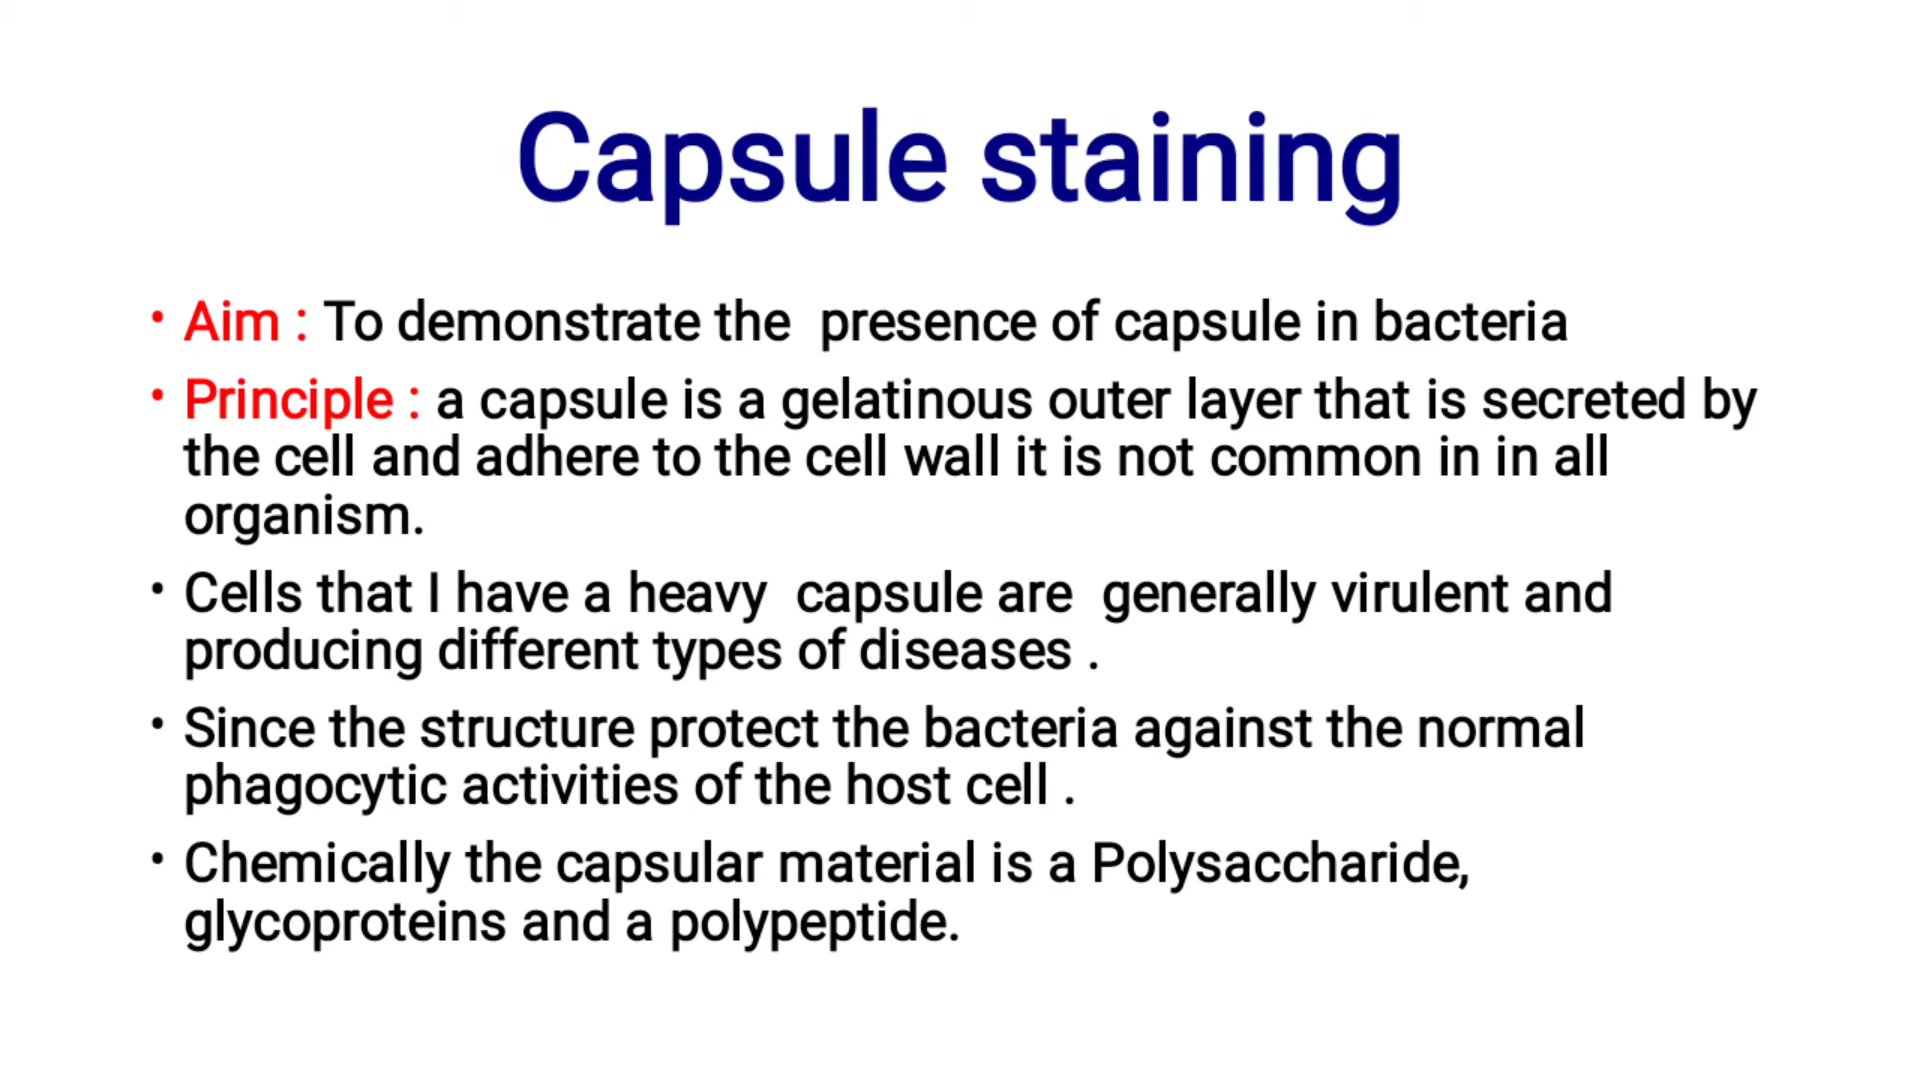 Capsule staining
• Aim : To demonstrate the  presence of capsule in bacteria
• Principle : a capsule is a gelatinous outer layer that is secreted by
the cell and adhere to the cell wall it is not common in in all
organism.
• Cells that I have a heavy  capsule are  generally virulent and
producing different types of diseases .
• Since the structure protect the bacteria against the normal
phagocytic activities of the host cell .
• Chemically the capsular material is a Polysaccharide,
glycoproteins and a polypeptide.